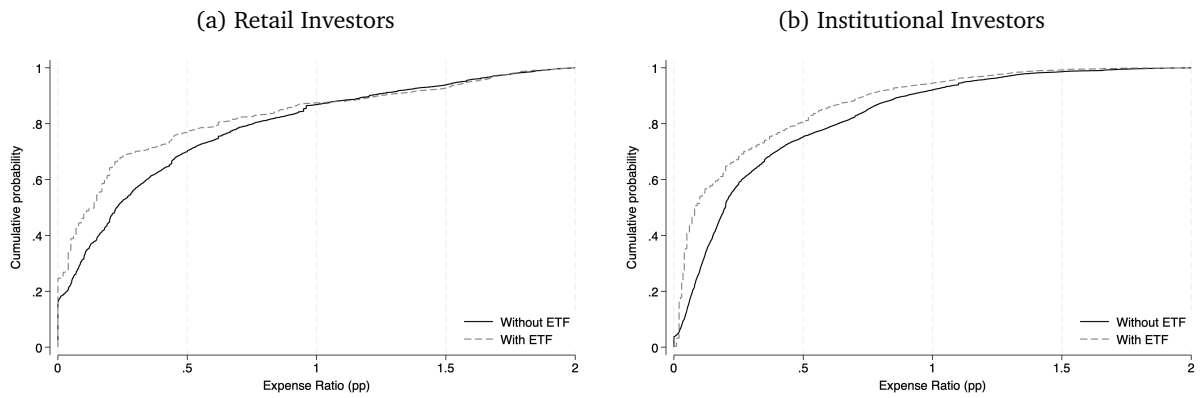 (a) Retail Investors
1
.8
.6
.4
.2
0
Cumulative probability
0 .5 1 1.5 2
Expense Ratio (pp)
Without ETF
With ETF
(b) Institutional Investors
1
.8
.6
.4
.2
0
Cumulative probability
0 .5 1 1.5 2
Expense Ratio (pp)
Without ETF
With ETF